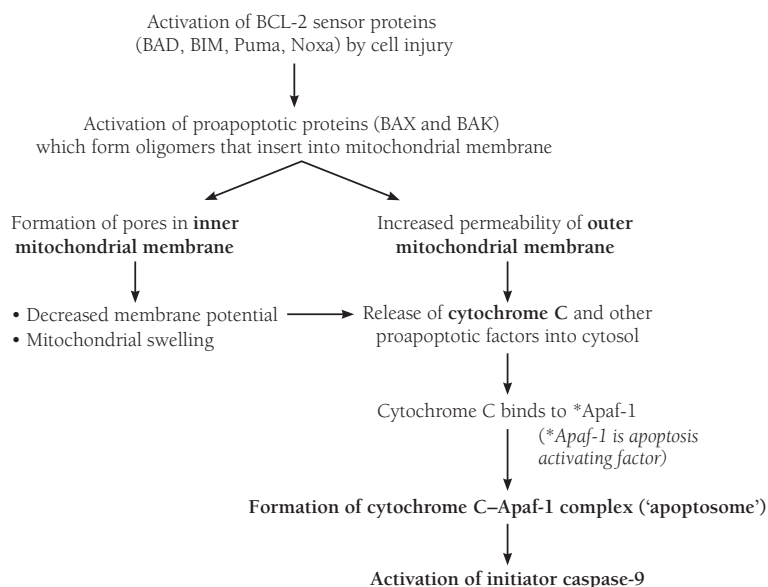 Activation of BCL-2 sensor proteins
(BAD, BIM, Puma, Noxa) by cell injury
Activation of proapoptotic proteins (BAX and BAK)
which form oligomers that insert into mitochondrial membrane
Formation of pores in inner
mitochondrial membrane
Increased permeability of outer
mitochondrial membrane
• Decreased membrane potential
• Mitochondrial swelling
Release of cytochrome C and other
proapoptotic factors into cytosol
Cytochrome C binds to *Apaf-1
(*Apaf-1 is apoptosis
activating factor)
Formation of cytochrome C–Apaf-1 complex (‘apoptosome’)
Activation of initiator caspase-9